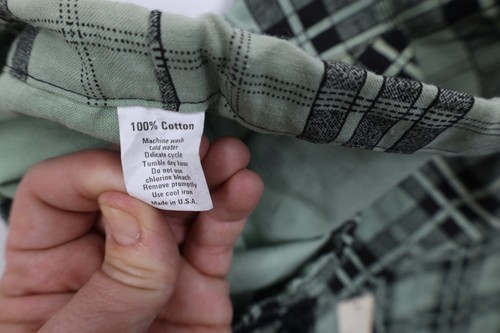 100% Cotton
Machine wash
cold water
Delicate cycle
Tumble dry low
Do not use
chlorine bleach
Remove promptly
Use cool iron
Made in U.S.A.